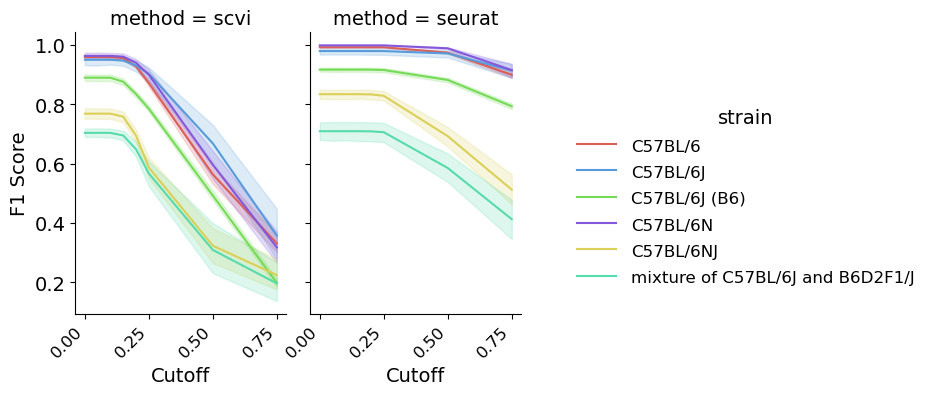 method = scvi
method = seurat
1.0
0.8
0.6
0.4
0.2
F1 Score
0.00
0.25
0.50
0.75
0.00
0.25
0.50
0.75
Cutoff
Cutoff
strain
C57BL/6
C57BL/6J
C57BL/6J (B6)
C57BL/6N
C57BL/6NJ
mixture of C57BL/6J and B6D2F1/J